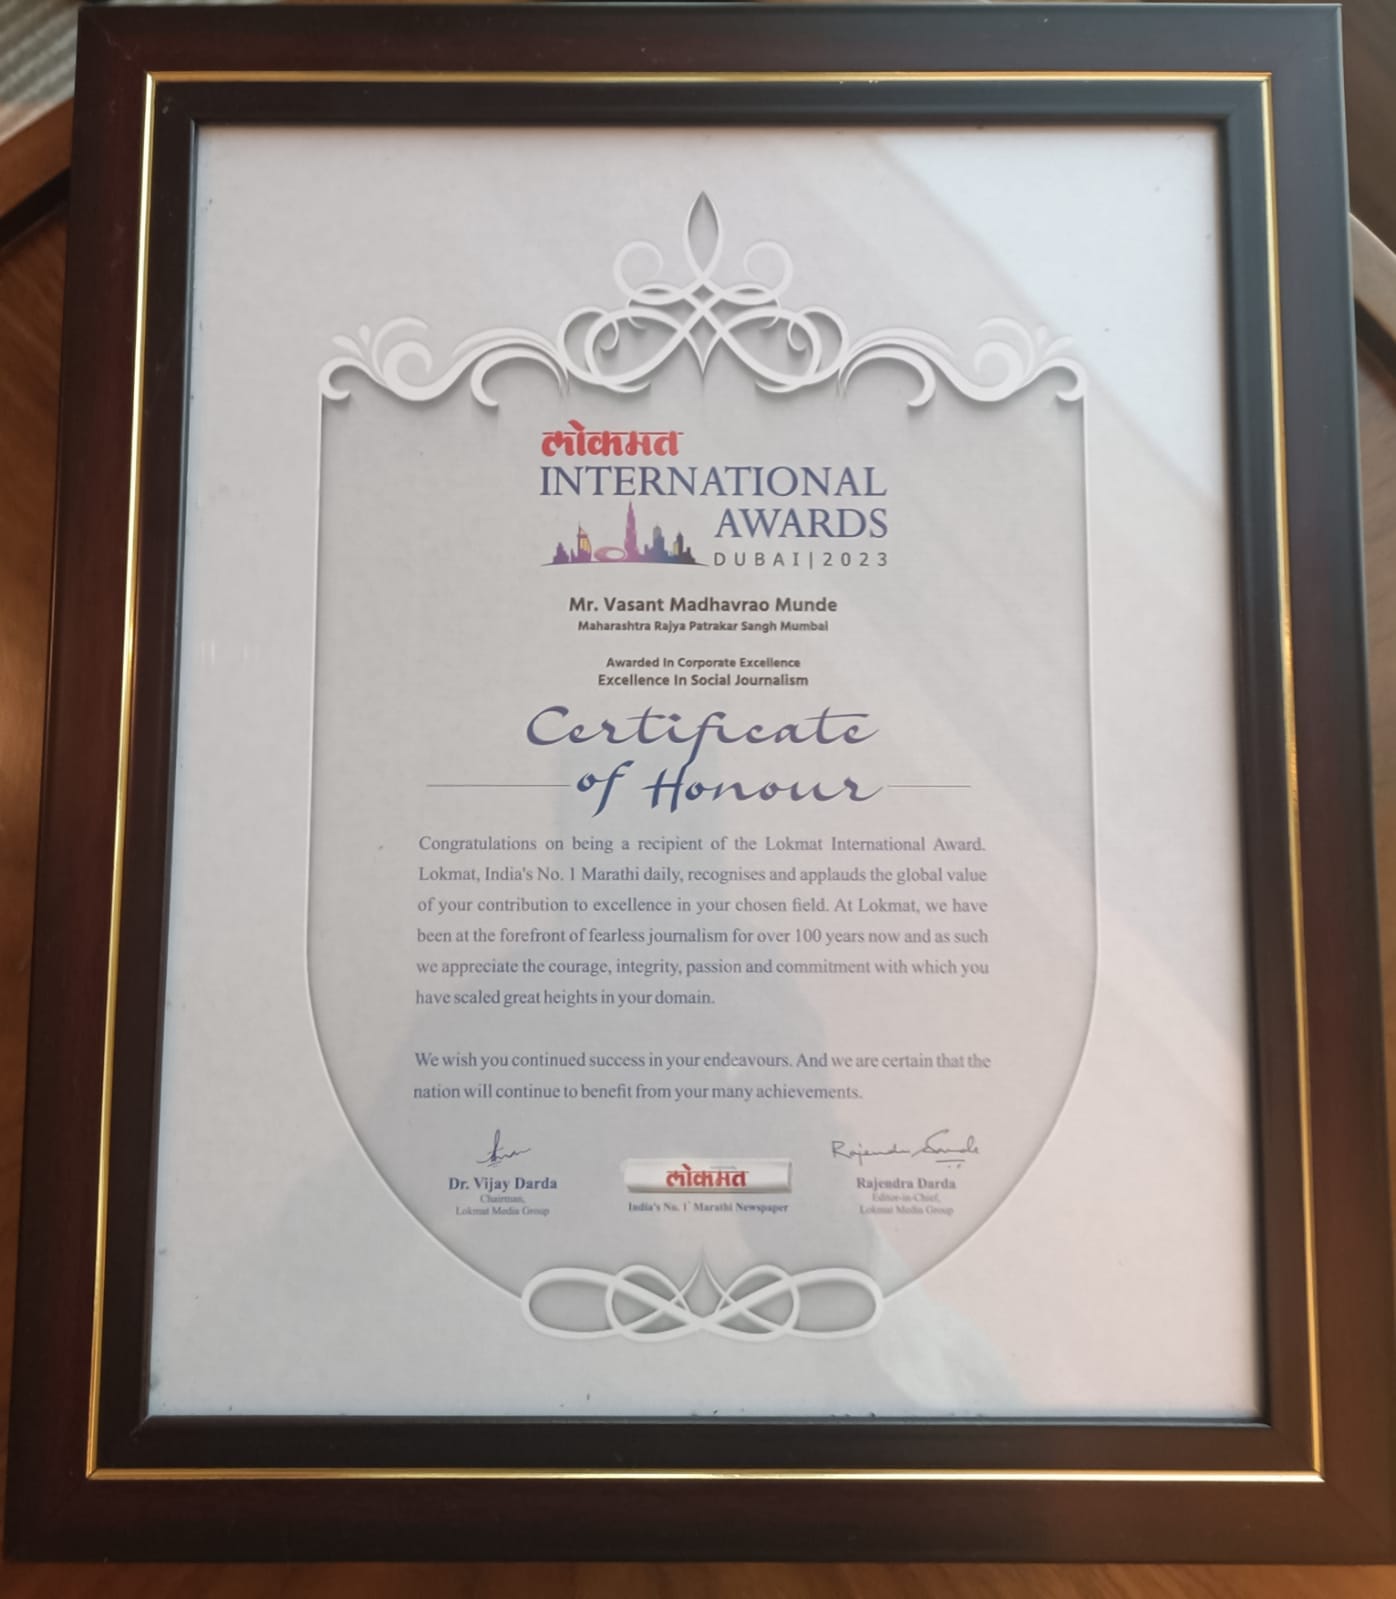 लोकमत
INTERNATIONAL
AWARDS
DUBAI|2023
Mr. Vasant Madhavrao Munde
Maharashtra Rajya Patrakar Sangh Mumbai
Awarded In Corporate Excellence
Excellence In Social Journalism
Certificate
of Honour
Congratulations on being a recipient of the Lokmat International Award.
Lokmat, India's No. 1 Marathi daily, recognises and applauds the global value
of your contribution to excellence in your chosen field. At Lokmat, we have
been at the forefront of fearless journalism for over 100 years now and as such
we appreciate the courage, integrity, passion and commitment with which you
have scaled great heights in your domain.
We wish you continued success in your endeavours. And we are certain that the
nation will continue to benefit from your many achievements.
Dr. Vijay Darda
Chairman,
Lokmat Media Group
लोकमत
India's No. 1 Marathi Newspaper
Rajendra Darda
Rajendra Darda
Editor-in-Chief,
Lokmat Media Group